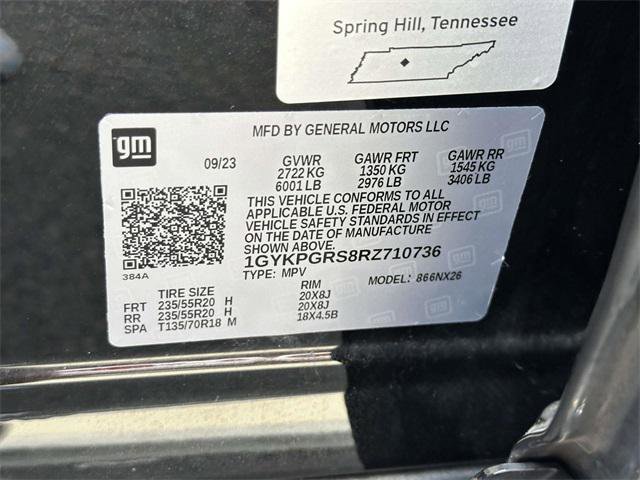 Spring Hill, Tennessee
gm
MFD BY GENERAL MOTORS LLC
09/23 GVWR GAWR FRT GAWR RR
2722 KG 1350 KG 1545 KG
6001 LB 2976 LB 3406 LB
THIS VEHICLE CONFORMS TO ALL
APPLICABLE U.S. FEDERAL MOTOR
VEHICLE SAFETY STANDARDS IN EFFECT
ON THE DATE OF MANUFACTURE
SHOWN ABOVE.
1GYKPGRS8RZ710736
384A
TYPE: MPV MODEL: 866NX26
TIRE SIZE RIM
FRT 235/55R20 H 20X8J
RR 235/55R20 H 20X8J
SPA T135/70R18 M 18X4.5B